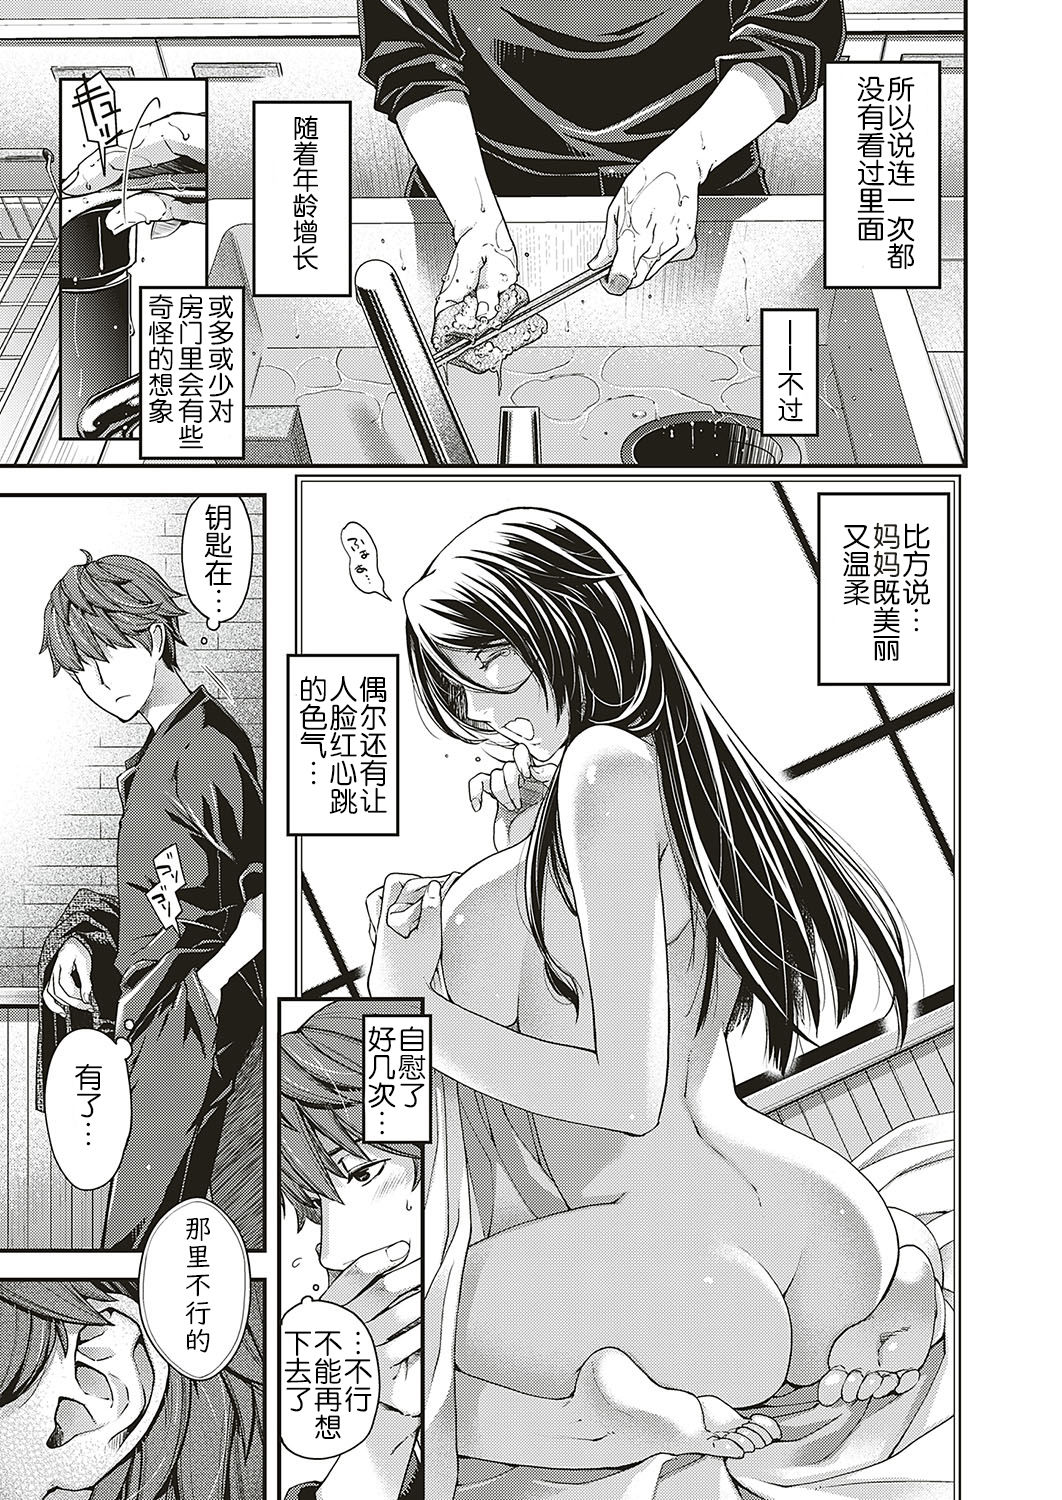 所以说连一次都
没有看过里面
——不过
随着年龄增长
キュッ
或多或少对
房门里会有些
奇怪的想象
比方说…
妈妈既美丽
又温柔
偶尔还有让
人脸红心跳
的色气…
自慰了
好几次…
…不行
不能再想
下去了
钥匙在…
ゴソ
ゴソ
有了…
那里不行的